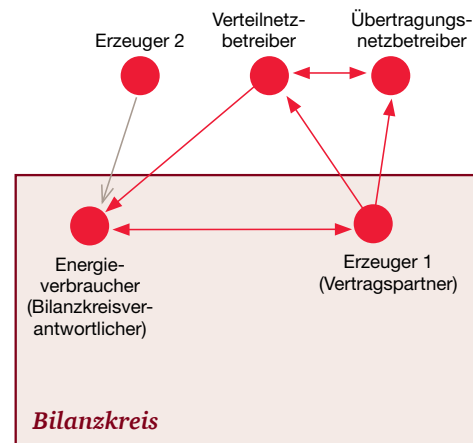 Erzeuger 2
Verteilnetz-
betreiber
Übertragungs-
netzbetreiber
Energie-
verbraucher
(Bilanzkreisver-
antwortlicher)
Erzeuger 1
(Vertragspartner)
Bilanzkreis